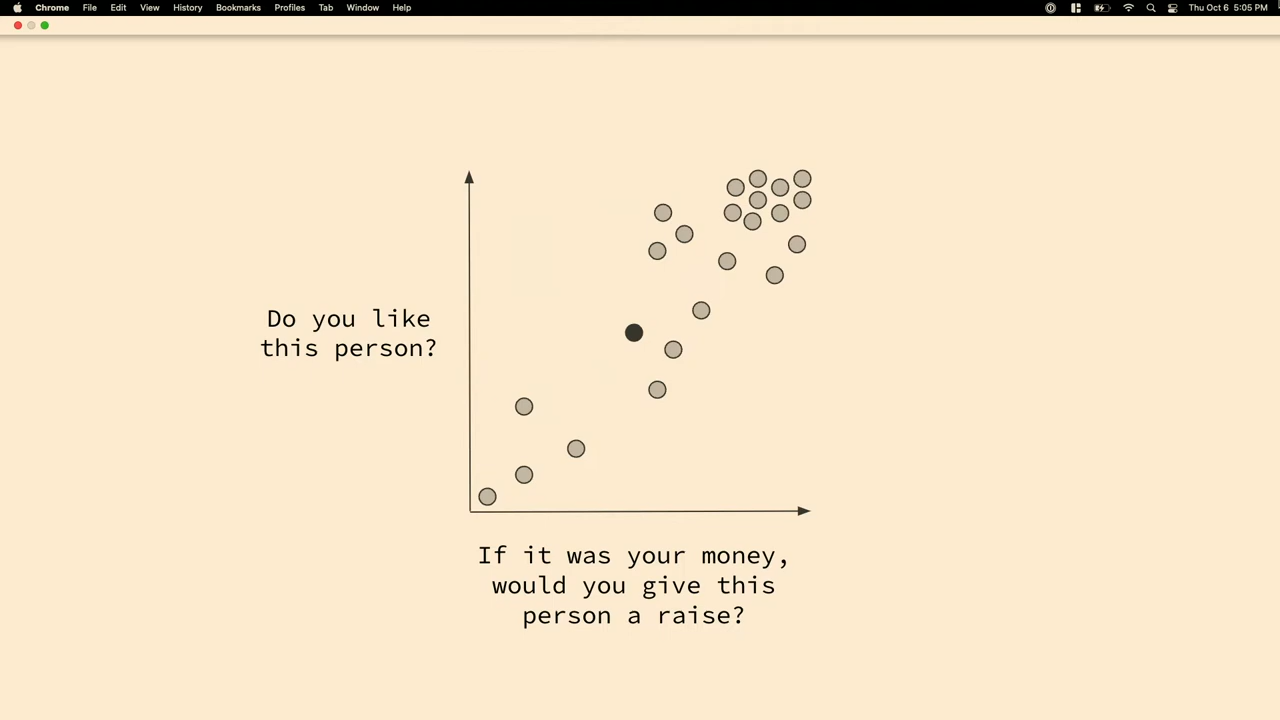 Chrome File Edit View History Bookmarks Profiles Tab Window Help Thu Oct 6 5:05 PM
Do you like
this person?
If it was your money,
would you give this
person a raise?